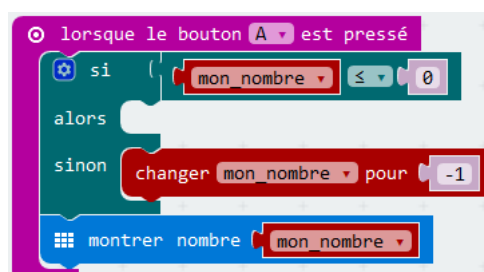 lorsque le bouton A est pressé
si mon_nombre ≤ 0
alors
sinon changer mon_nombre pour -1
montrer nombre mon_nombre